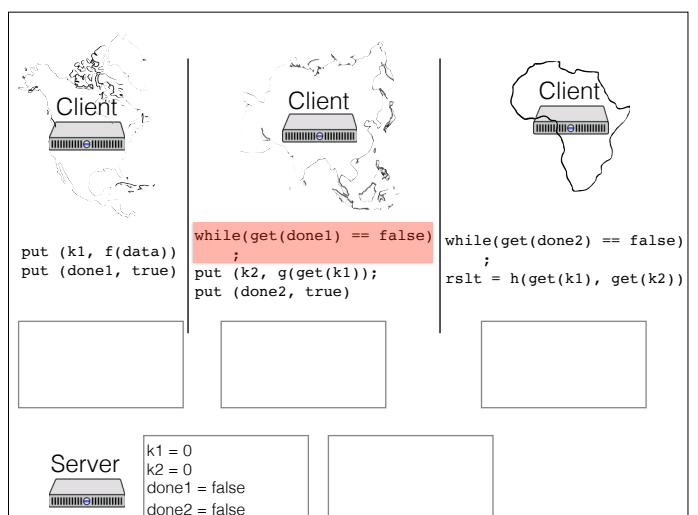 Client
Client
Client
put (k1, f(data))
put (done1, true)
while(get(done1) == false)
;
put (k2, g(get(k1));
put (done2, true)
while(get(done2) == false)
;
rslt = h(get(k1), get(k2))
Server
k1 = 0
k2 = 0
done1 = false
done2 = false